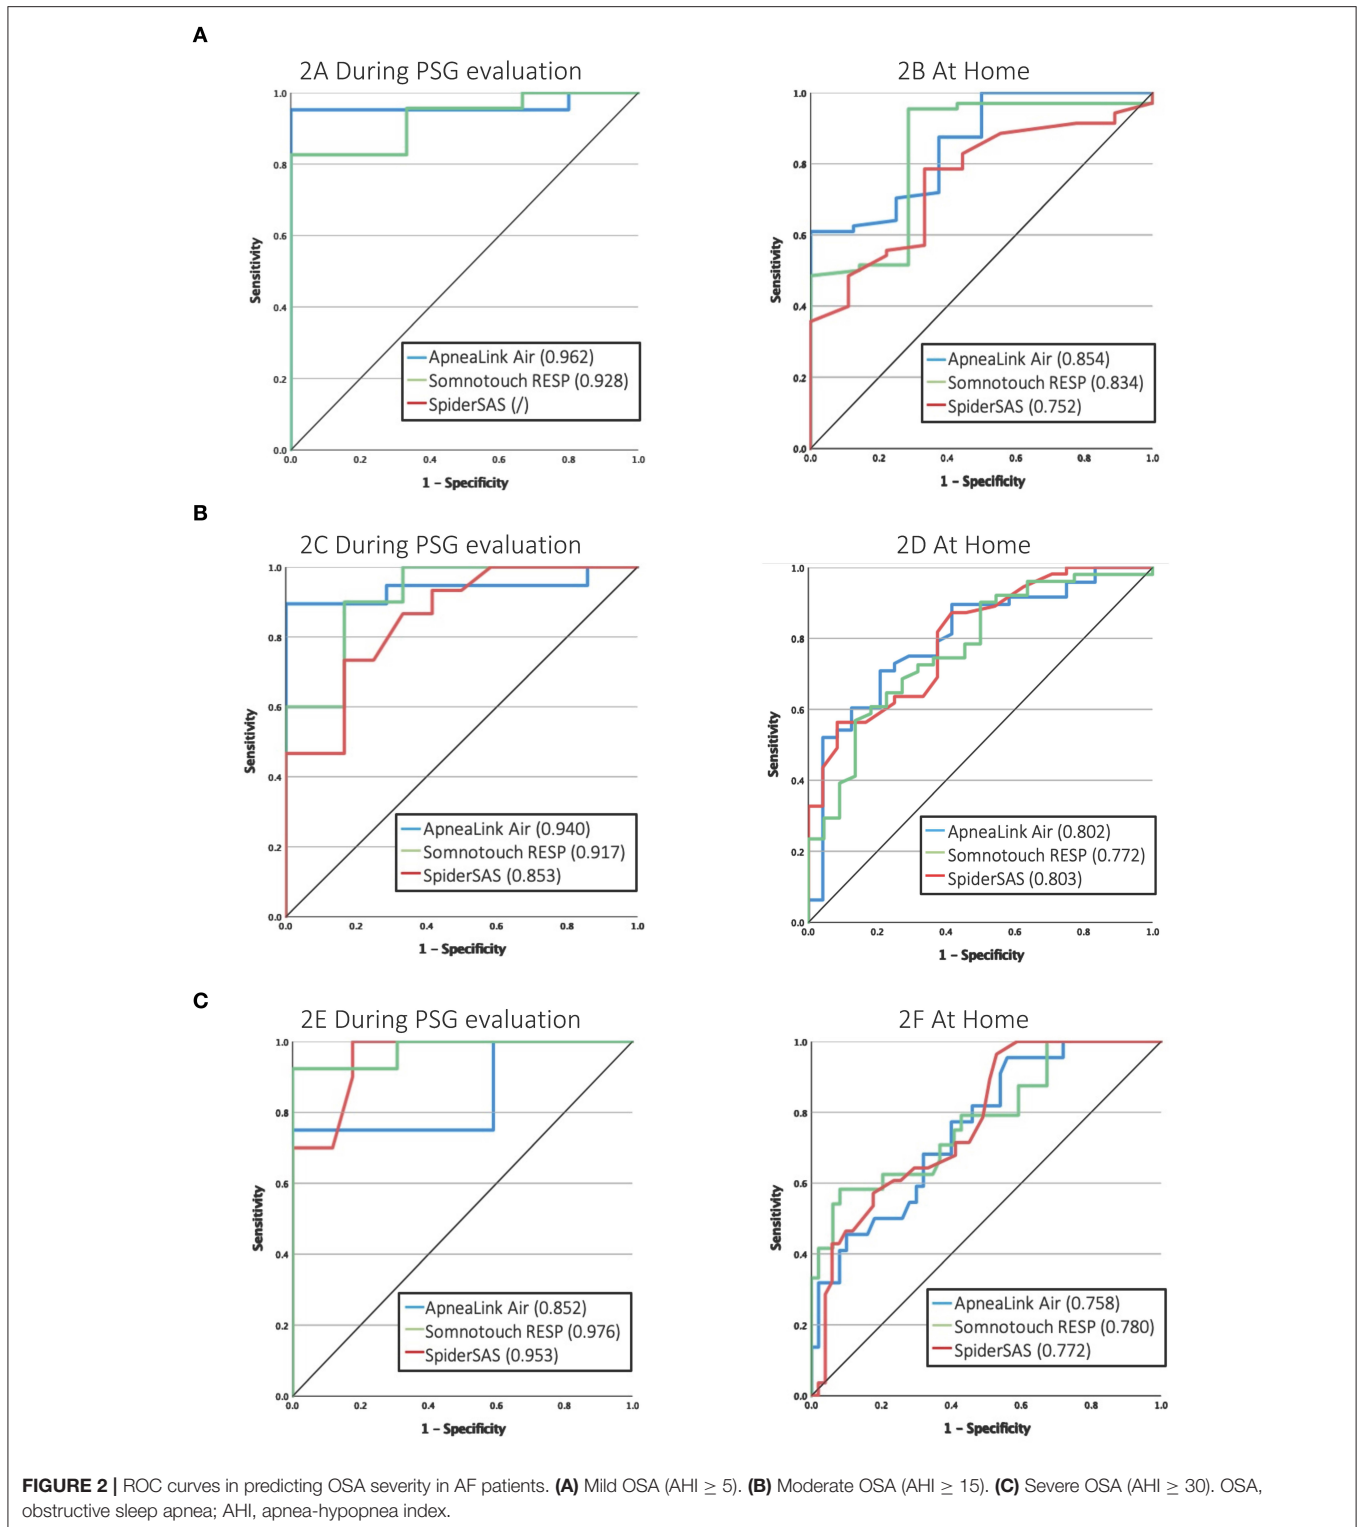 A
2A During PSG evaluation
1.0
0.8
0.6
0.4
0.2
0.0
Sensitivity
ApneaLink Air (0.962)
Somnotouch RESP (0.928)
SpiderSAS (/)
0.0 0.2 0.4 0.6 0.8 1.0
1 – Specificity
2B At Home
1.0
0.8
0.6
0.4
0.2
0.0
Sensitivity
ApneaLink Air (0.854)
Somnotouch RESP (0.834)
SpiderSAS (0.752)
0.0 0.2 0.4 0.6 0.8 1.0
1 – Specificity
B
2C During PSG evaluation
1.0
0.8
0.6
0.4
0.2
0.0
Sensitivity
ApneaLink Air (0.940)
Somnotouch RESP (0.917)
SpiderSAS (0.853)
0.0 0.2 0.4 0.6 0.8 1.0
1 – Specificity
2D At Home
1.0
0.8
0.6
0.4
0.2
0.0
Sensitivity
ApneaLink Air (0.802)
Somnotouch RESP (0.772)
SpiderSAS (0.803)
0.0 0.2 0.4 0.6 0.8 1.0
1 – Specificity
C
2E During PSG evaluation
1.0
0.8
0.6
0.4
0.2
0.0
Sensitivity
ApneaLink Air (0.852)
Somnotouch RESP (0.976)
SpiderSAS (0.953)
0.0 0.2 0.4 0.6 0.8 1.0
1 – Specificity
2F At Home
1.0
0.8
0.6
0.4
0.2
0.0
Sensitivity
ApneaLink Air (0.758)
Somnotouch RESP (0.780)
SpiderSAS (0.772)
0.0 0.2 0.4 0.6 0.8 1.0
1 – Specificity
FIGURE 2 | ROC curves in predicting OSA severity in AF patients. (A) Mild OSA (AHI ≥ 5). (B) Moderate OSA (AHI ≥ 15). (C) Severe OSA (AHI ≥ 30). OSA,
obstructive sleep apnea; AHI, apnea-hypopnea index.